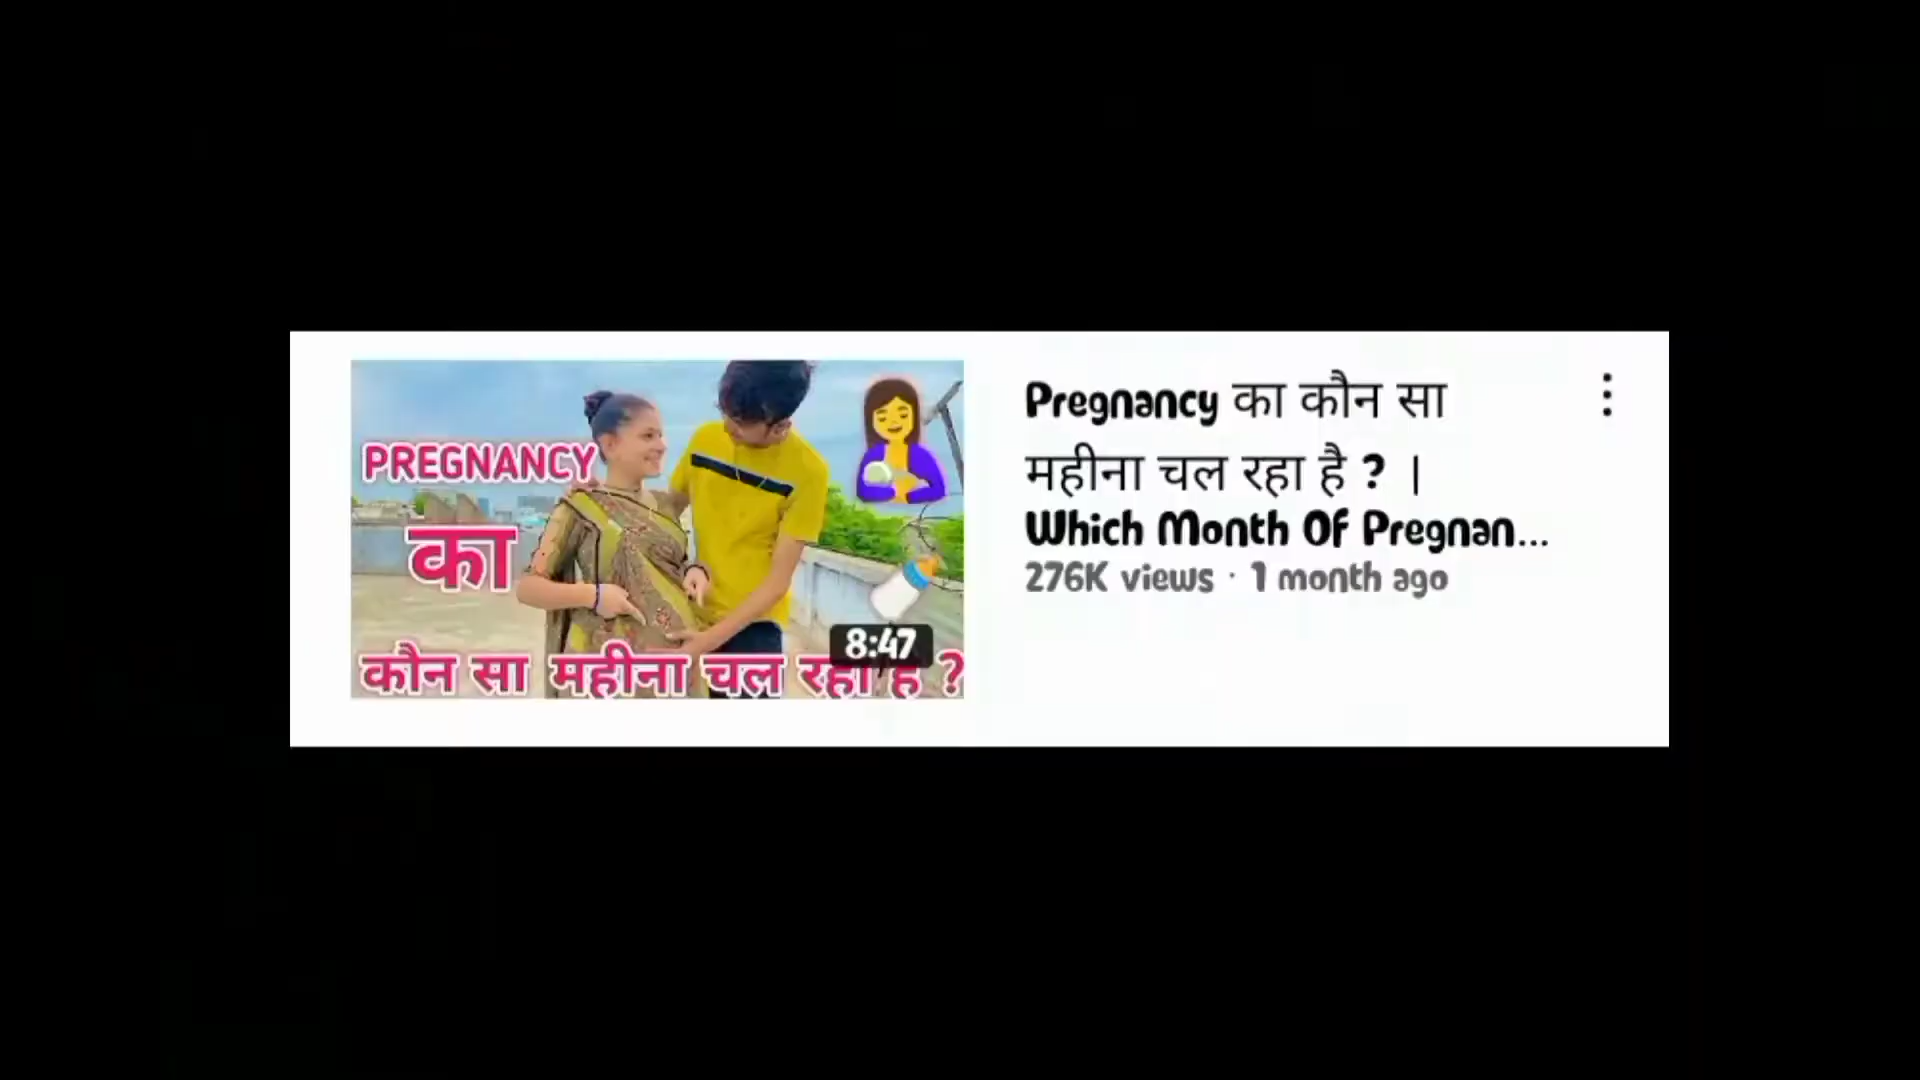 PREGNANCY
का
कौन सा महीना चल रहा है ?
8:47
Pregnancy का कौन सा
महीना चल रहा है ? |
Which Month Of Pregnan...
276K views · 1 month ago